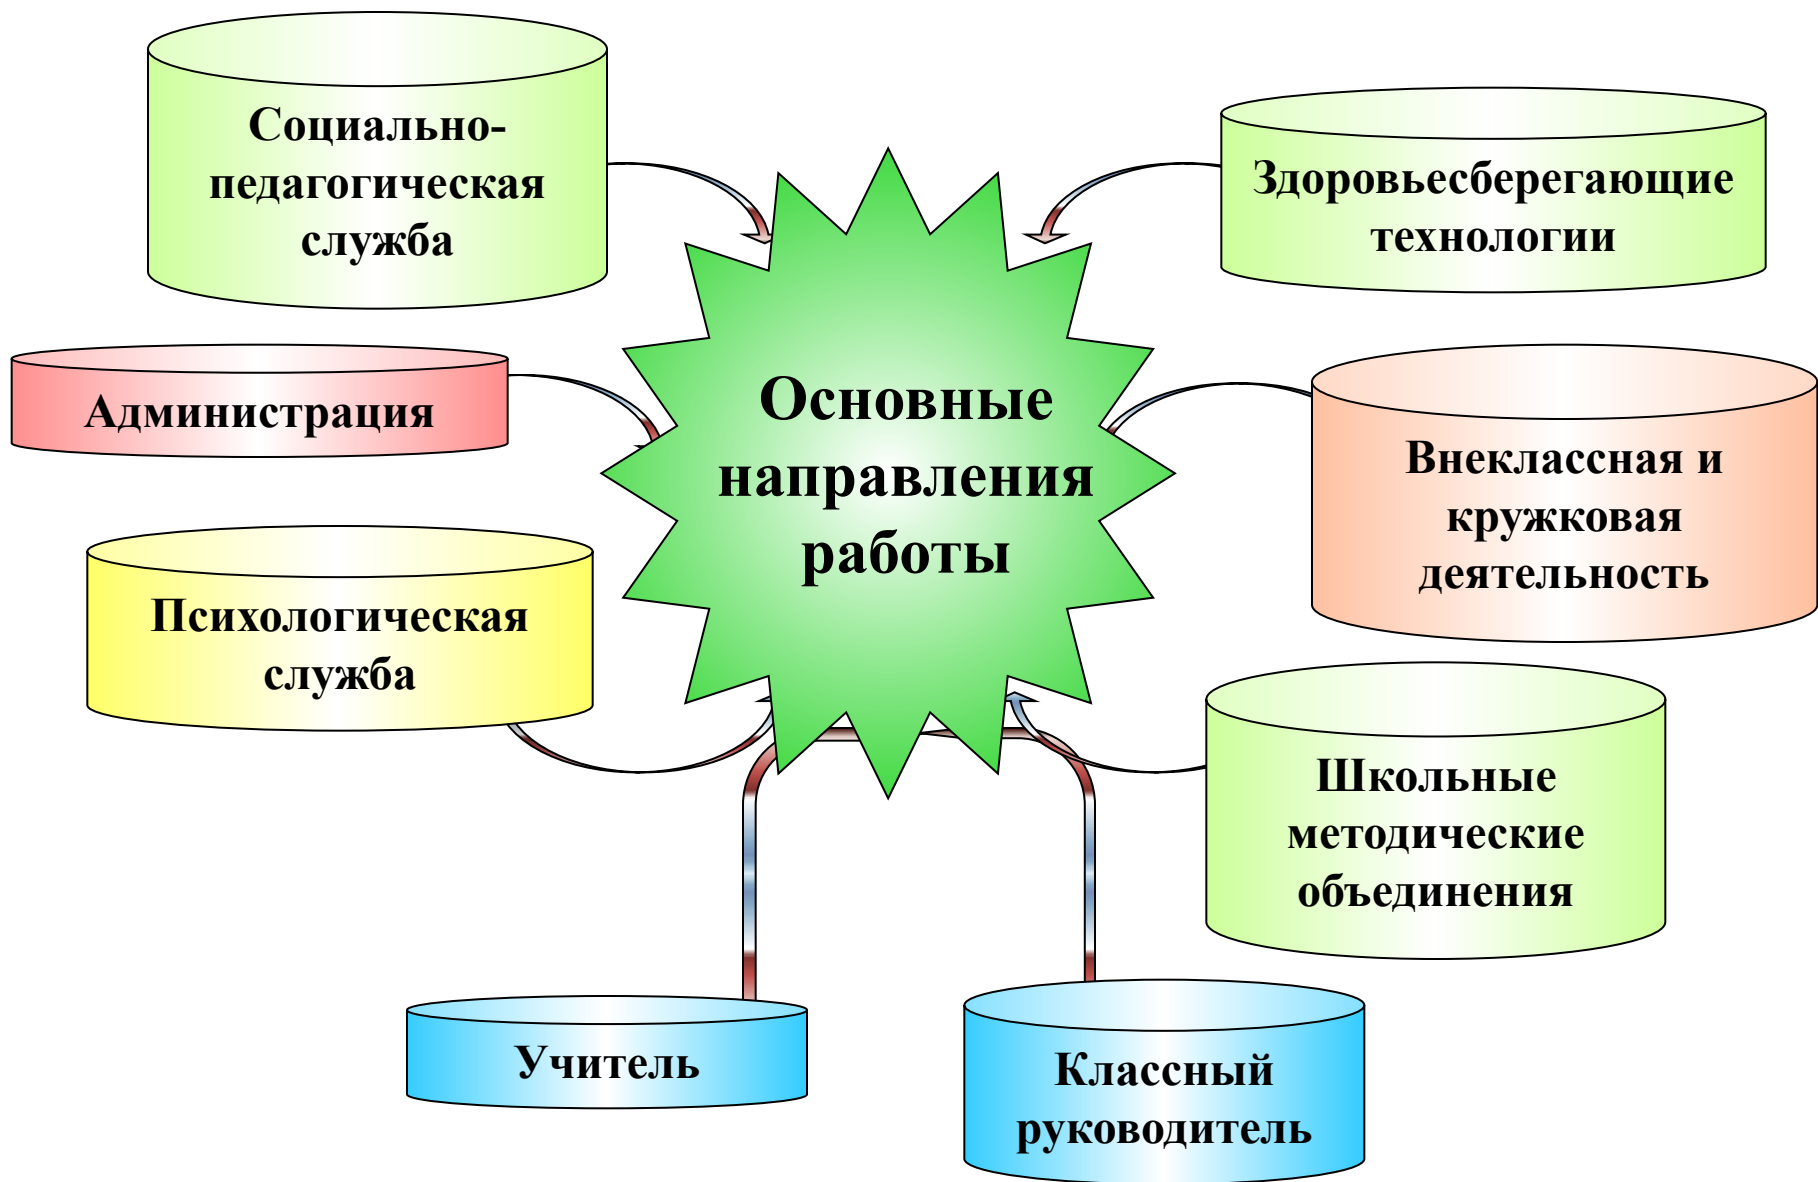 Социально-
педагогическая
служба
Здоровьесберегающие
технологии
Администрация
Основные
направления
работы
Внеклассная и
кружковая
деятельность
Психологическая
служба
Школьные
методические
объединения
Учитель
Классный
руководитель